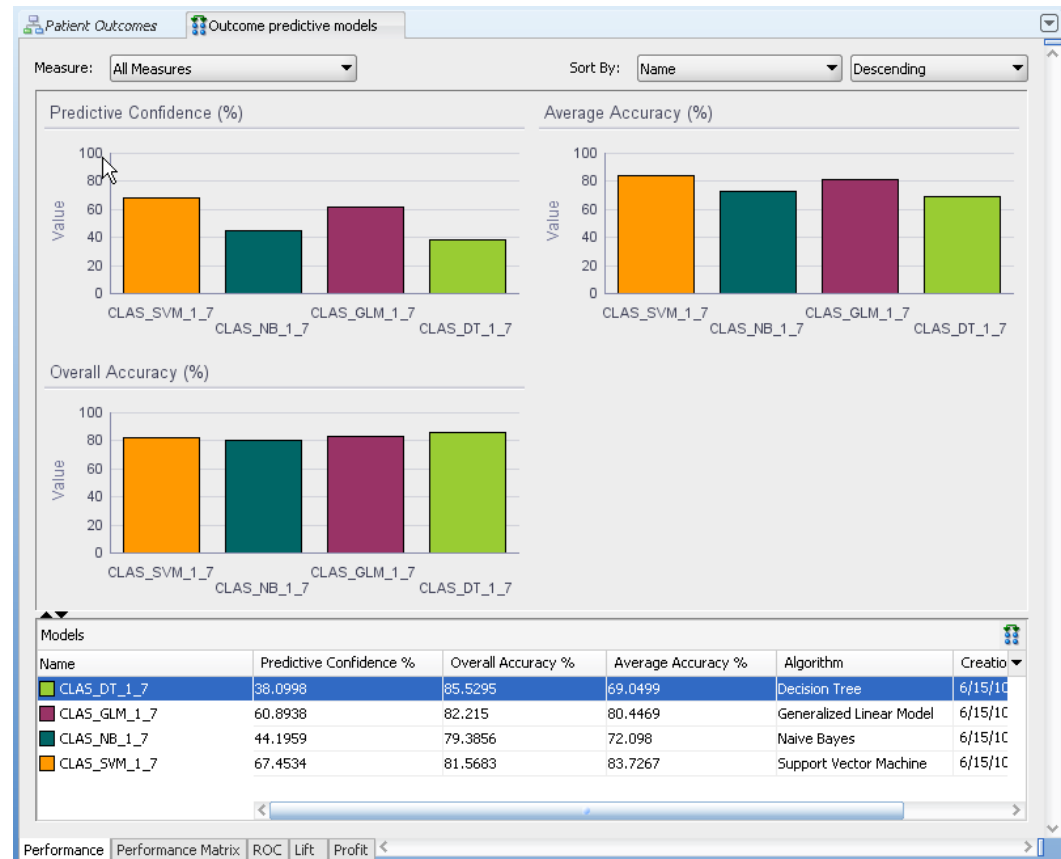 Patient Outcomes
Outcome predictive models
Measure: All Measures Sort By: Name Descending
Predictive Confidence (%)
100
80
60
40
20
0
Value
CLAS_SVM_1_7
CLAS_NB_1_7
CLAS_GLM_1_7
CLAS_DT_1_7
Average Accuracy (%)
100
80
60
40
20
0
Value
CLAS_SVM_1_7
CLAS_NB_1_7
CLAS_GLM_1_7
CLAS_DT_1_7
Overall Accuracy (%)
100
80
60
40
20
0
Value
CLAS_SVM_1_7
CLAS_NB_1_7
CLAS_GLM_1_7
CLAS_DT_1_7
Models
Name Predictive Confidence % Overall Accuracy % Average Accuracy % Algorithm Creatio
CLAS_DT_1_7 38.0998 85.5295 69.0499 Decision Tree 6/15/10
CLAS_GLM_1_7 60.8938 82.215 80.4469 Generalized Linear Model 6/15/10
CLAS_NB_1_7 44.1959 79.3856 72.098 Naive Bayes 6/15/10
CLAS_SVM_1_7 67.4534 81.5683 83.7267 Support Vector Machine 6/15/10
Performance Performance Matrix ROC Lift Profit